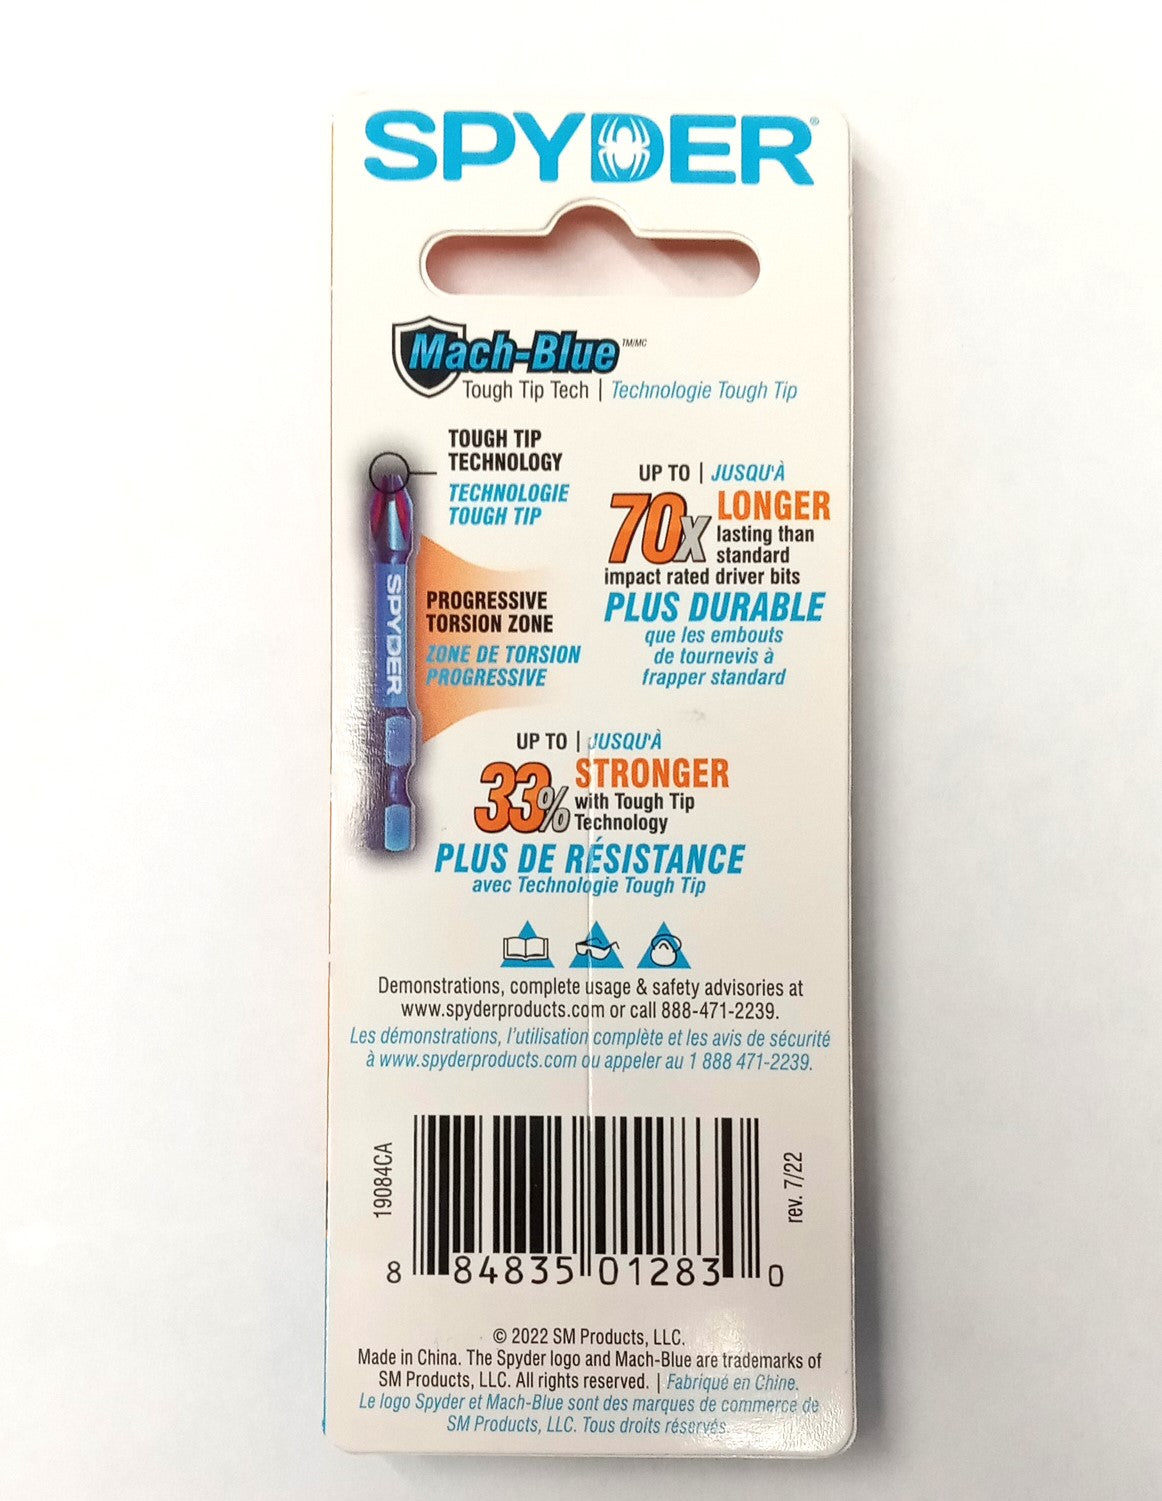 SPYDER®
Mach-Blue TM/MC
Tough Tip Tech | Technologie Tough Tip
TOUGH TIP
TECHNOLOGY
TECHNOLOGIE
TOUGH TIP
SPYDER
PROGRESSIVE
TORSION ZONE
ZONE DE TORSION
PROGRESSIVE
UP TO | JUSQU'À
70x LONGER
lasting than
standard
impact rated driver bits
PLUS DURABLE
que les embouts
de tournevis à
frapper standard
UP TO | JUSQU'À
33% STRONGER
with Tough Tip
Technology
PLUS DE RÉSISTANCE
avec Technologie Tough Tip
Demonstrations, complete usage & safety advisories at
www.spyderproducts.com or call 888-471-2239.
Les démonstrations, l'utilisation complète et les avis de sécurité
à www.spyderproducts.com ou appeler au 1 888 471-2239.
19084CA
rev. 7/22
8 84835 01283 0
© 2022 SM Products, LLC.
Made in China. The Spyder logo and Mach-Blue are trademarks of
SM Products, LLC. All rights reserved. | Fabriqué en Chine.
Le logo Spyder et Mach-Blue sont des marques de commerce de
SM Products, LLC. Tous droits réservés.